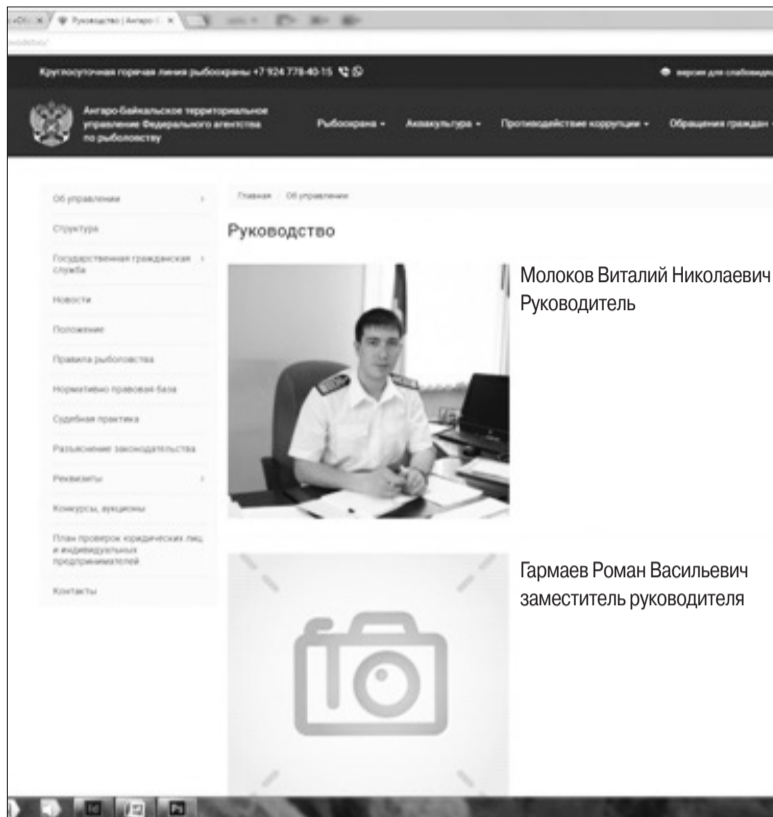 Руководство | Ангаро-
Круглосуточная горячая линия рыбоохраны +7 924 778-40-15
версия для слабовидящ
Ангаро-Байкальское территориальное
управление Федерального агентства
по рыболовству
Рыбоохрана
Аквакультура
Противодействие коррупции
Обращения граждан
Об управлении
Структура
Государственная гражданская
служба
Новости
Положение
Правила рыболовства
Нормативно правовая база
Судебная практика
Разъяснение законодательства
Реквизиты
Конкурсы, аукционы
План проверок юридических лиц
и индивидуальных
предпринимателей
Контакты
Главная / Об управлении
Руководство
Молоков Виталий Николаевич
Руководитель
Гармаев Роман Васильевич
заместитель руководителя
Ps